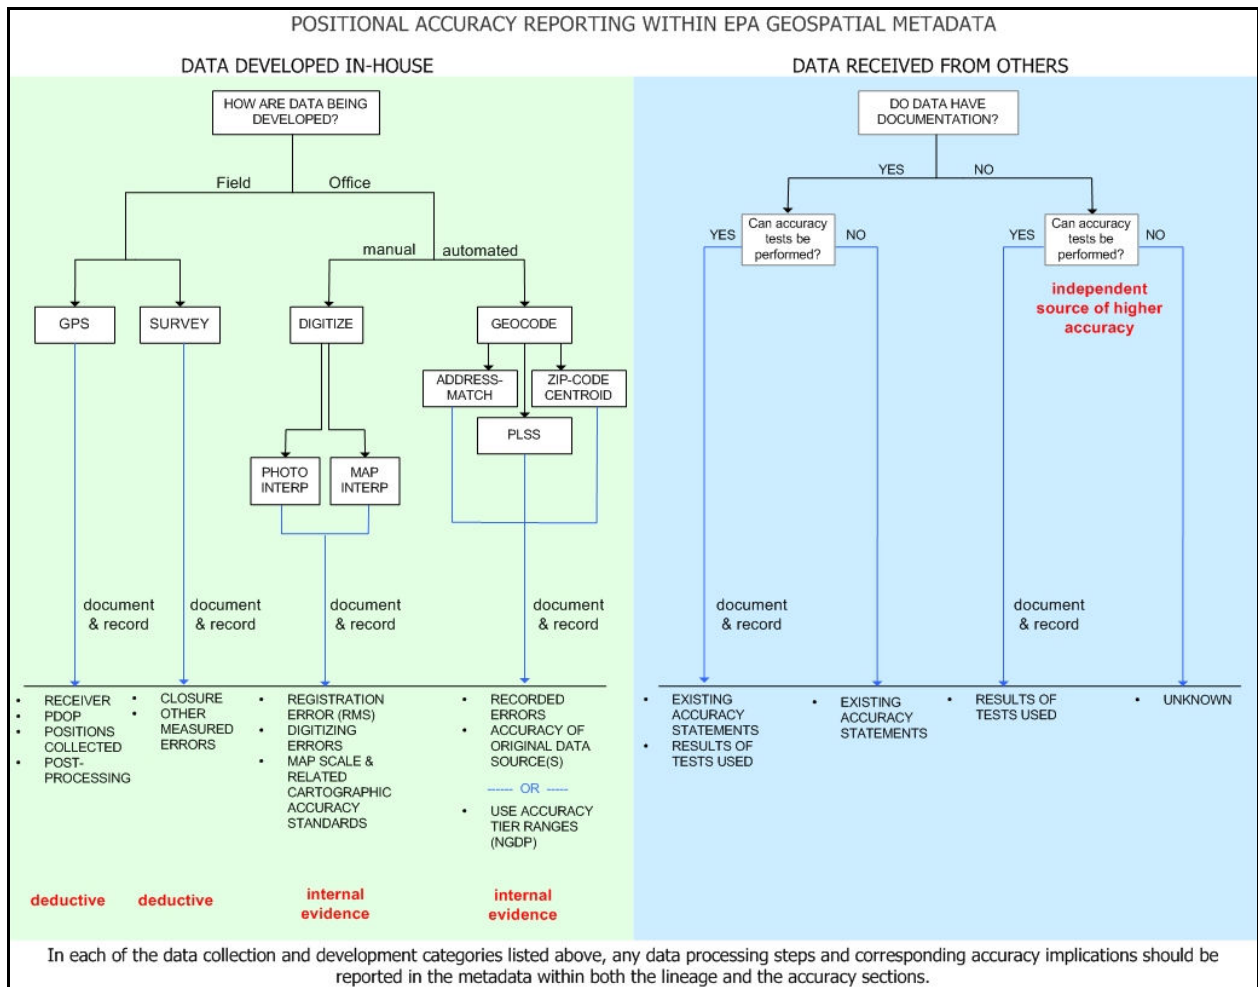 POSITIONAL ACCURACY REPORTING WITHIN EPA GEOSPATIAL METADATA
DATA DEVELOPED IN-HOUSE
HOW ARE DATA BEING
DEVELOPED?
Field
Office
manual
automated
GPS
SURVEY
DIGITIZE
GEOCODE
ADDRESS-
MATCH
ZIP-CODE
CENTROID
PLSS
PHOTO
INTERP
MAP
INTERP
document
& record
document
& record
document
& record
document
& record
• RECEIVER
• PDOP
• POSITIONS
COLLECTED
• POST-
PROCESSING
• CLOSURE
• OTHER
MEASURED
ERRORS
• REGISTRATION
ERROR (RMS)
• DIGITIZING
ERRORS
• MAP SCALE &
RELATED
CARTOGRAPHIC
ACCURACY
STANDARDS
• RECORDED
ERRORS
• ACCURACY OF
ORIGINAL DATA
SOURCE(S)
------ OR -----
• USE ACCURACY
TIER RANGES
(NGDP)
deductive
deductive
internal
evidence
internal
evidence
DATA RECEIVED FROM OTHERS
DO DATA HAVE
DOCUMENTATION?
YES
NO
YES
Can accuracy
tests be
performed?
NO
YES
Can accuracy
tests be
performed?
NO
independent
source of higher
accuracy
document
& record
document
& record
• EXISTING
ACCURACY
STATEMENTS
• RESULTS OF
TESTS USED
• EXISTING
ACCURACY
STATEMENTS
• RESULTS OF
TESTS USED
• UNKNOWN
In each of the data collection and development categories listed above, any data processing steps and corresponding accuracy implications should be
reported in the metadata within both the lineage and the accuracy sections.